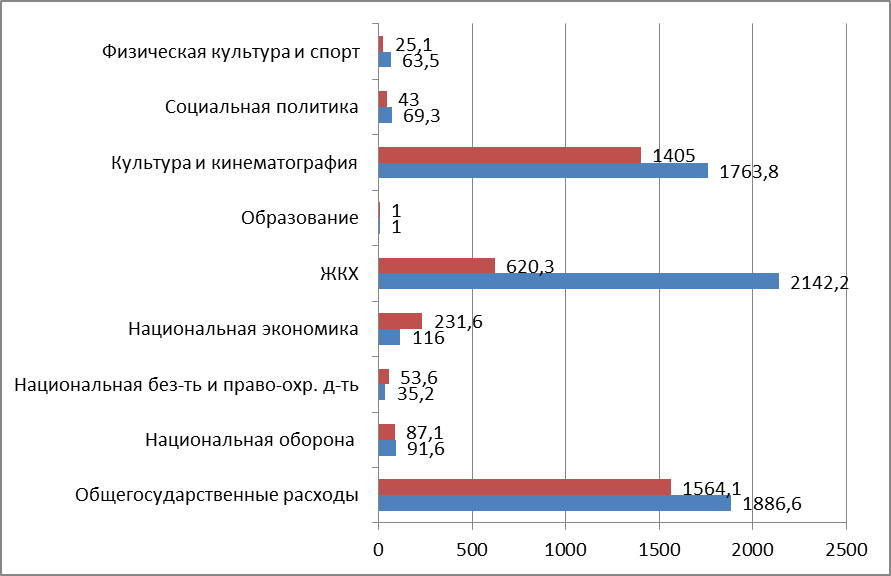 Физическая культура и спорт
25,1
63,5
Социальная политика
43
69,3
Культура и кинематография
1405
1763,8
Образование
1
1
ЖКХ
620,3
2142,2
Национальная экономика
231,6
116
Национальная без-ть и право-охр. д-ть
53,6
35,2
Национальная оборона
87,1
91,6
Общегосударственные расходы
1564,1
1886,6
0 500 1000 1500 2000 2500